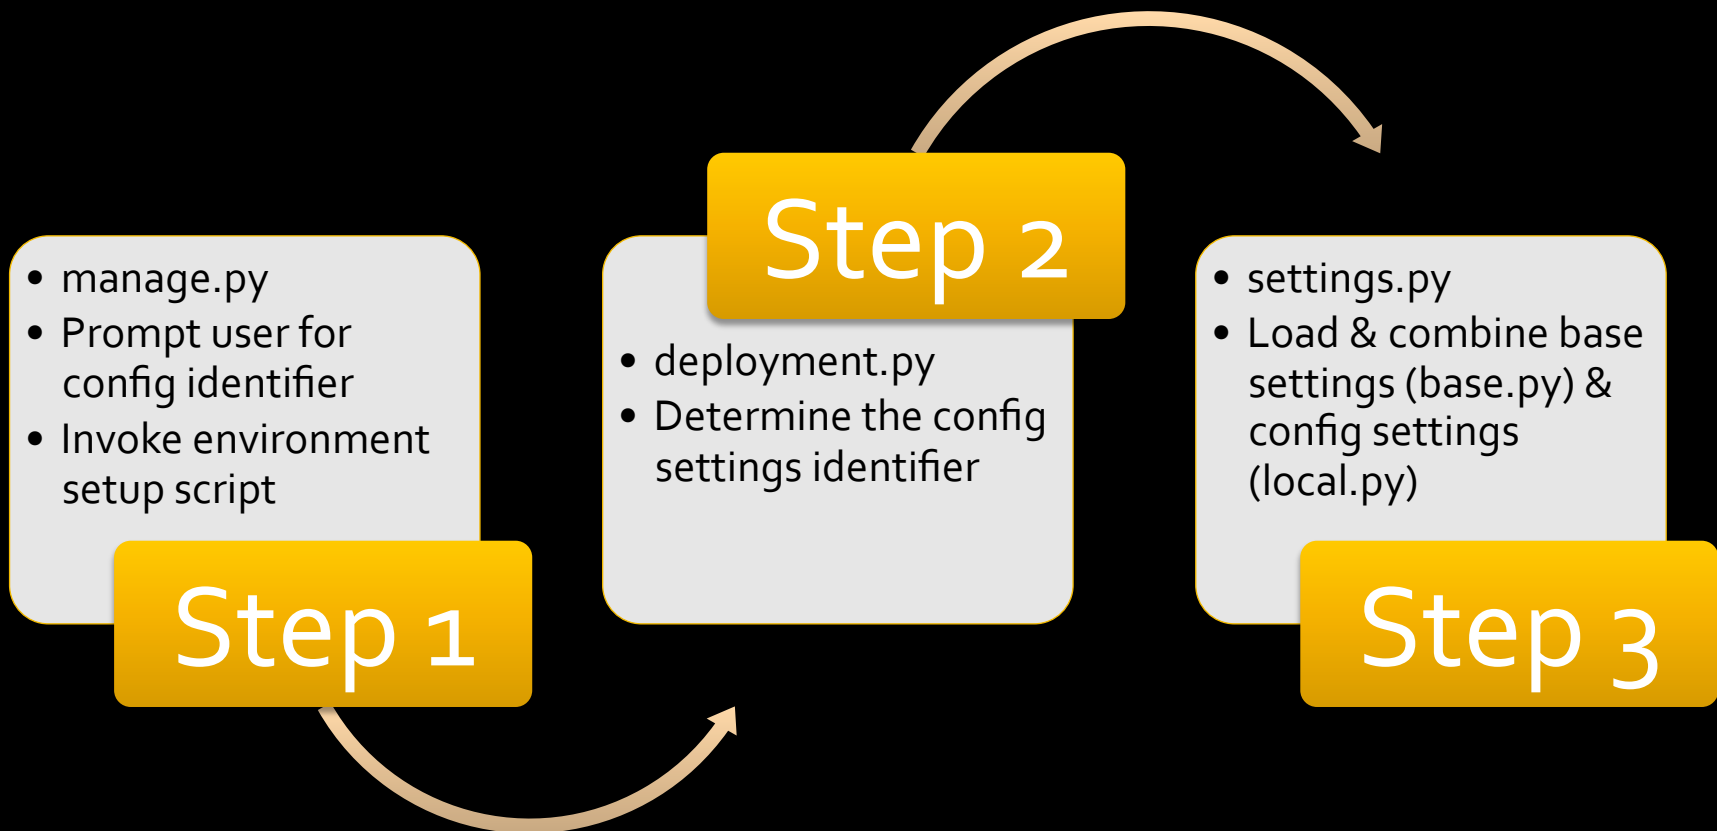 • manage.py
• Prompt user for
config identifier
• Invoke environment
setup script
Step 1
Step 2
• deployment.py
• Determine the config
settings identifier
• settings.py
• Load & combine base
settings (base.py) &
config settings
(local.py)
Step 3